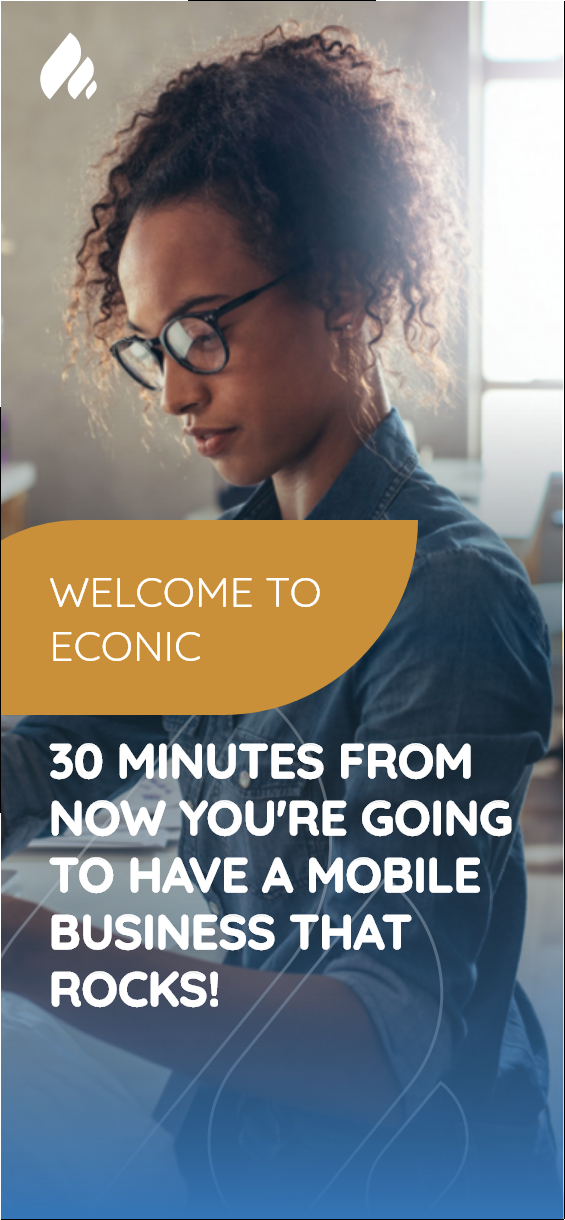 WELCOME TO
ECONIC
30 MINUTES FROM
NOW YOU'RE GOING
TO HAVE A MOBILE
BUSINESS THAT
ROCKS!